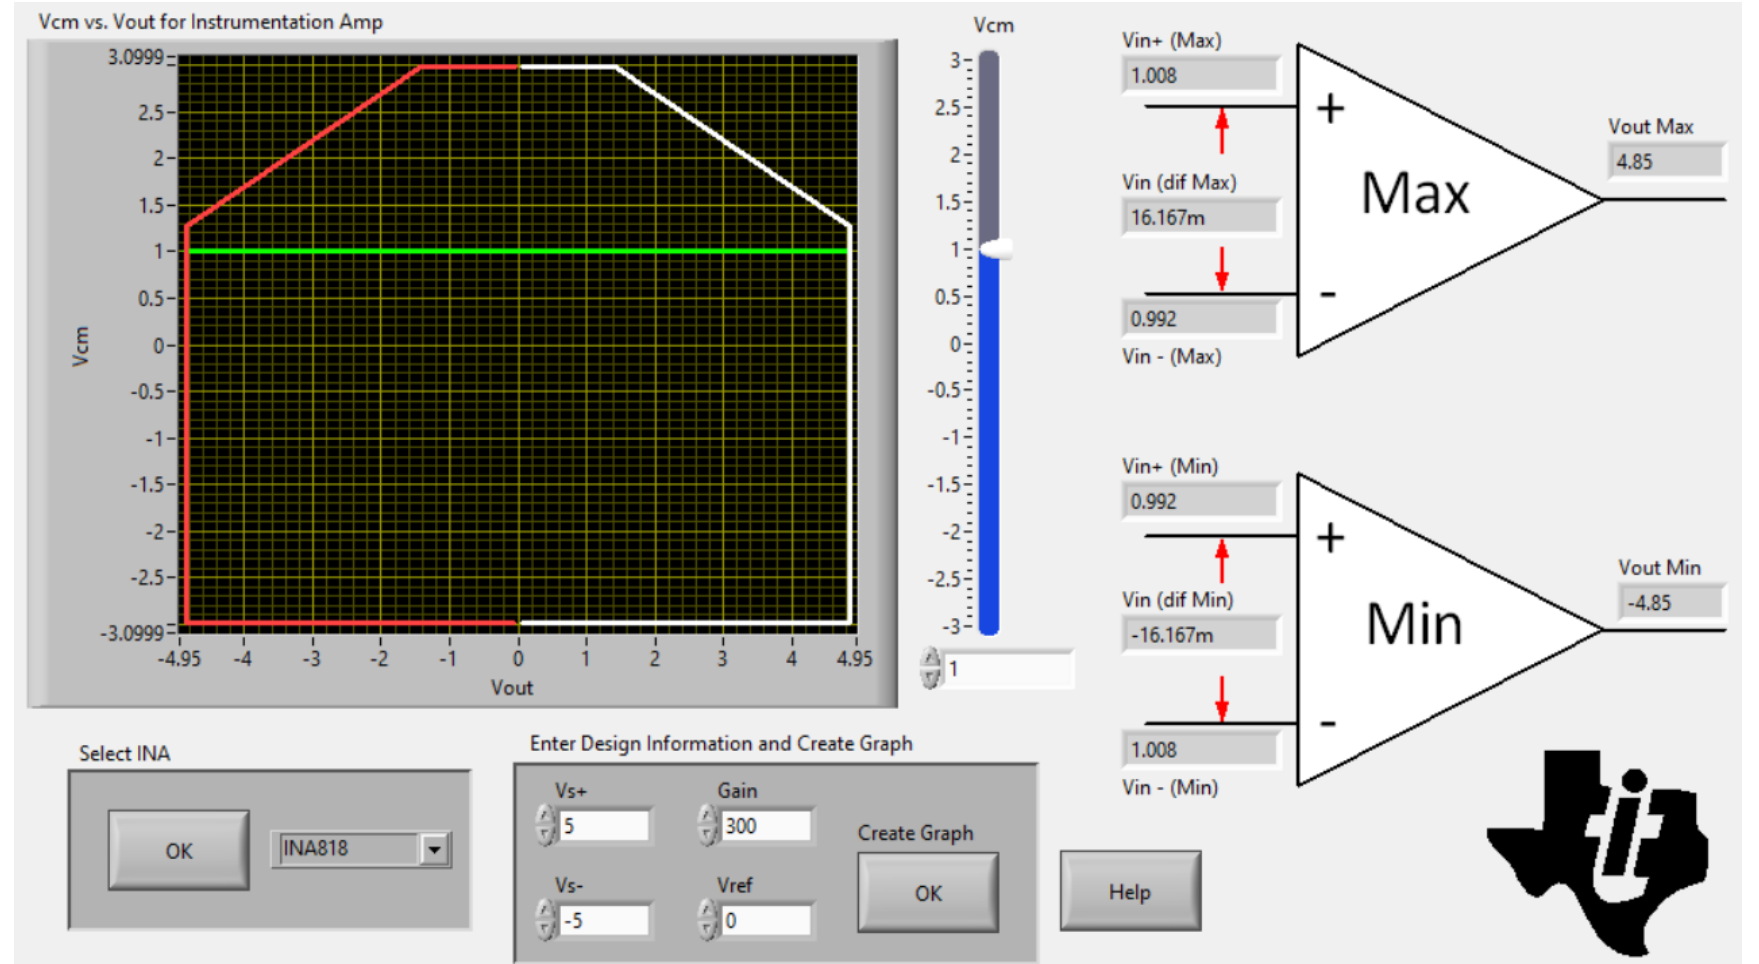 Vcm vs. Vout for Instrumentation Amp
3.0999
2.5
2
1.5
1
0.5
0
-0.5
-1
-1.5
-2
-2.5
-3.0999
Vcm
-4.95 -4 -3 -2 -1 0 1 2 3 4 4.95
Vout
Vcm
3
2.5
2
1.5
1
0.5
0
-0.5
-1
-1.5
-2
-2.5
-3
1
Vin+ (Max)
1.008
+
Vin (dif Max)
16.167m
Max
-
0.992
Vin - (Max)
Vout Max
4.85
Vin+ (Min)
0.992
+
Vin (dif Min)
-16.167m
Min
-
1.008
Vin - (Min)
Vout Min
-4.85
Select INA
OK
INA818
Enter Design Information and Create Graph
Vs+
5
Gain
300
Vs-
-5
Vref
0
Create Graph
OK
Help
ti